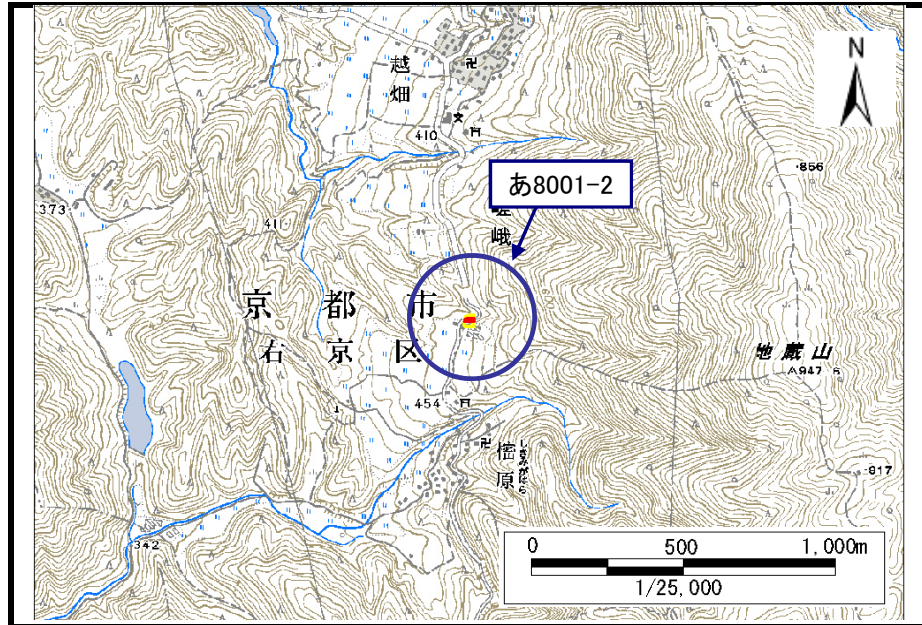 越畑
N
410
・856
あ8001-2
嵯峨
373
411
京都市
右京区
地蔵山
947
454
樒原
しきみがはら
817
342
0 500 1,000m
1/25,000